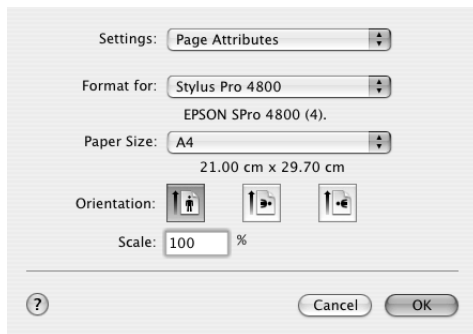 Settings: Page Attributes
Format for: Stylus Pro 4800
EPSON SPro 4800 (4).
Paper Size: A4
21.00 cm x 29.70 cm
Orientation:
Scale: 100 %
? Cancel OK